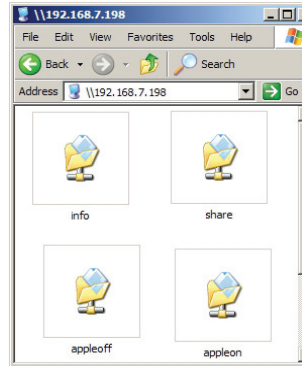 \\192.168.7.198
File Edit View Favorites Tools Help
Back Search
Address \\192.168.7.198 Go
info share
appleoff appleon